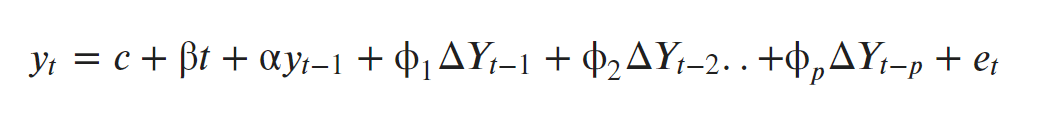 yₜ = c + βt + αyₜ₋₁ + ϕ₁ΔYₜ₋₁ + ϕ₂ΔYₜ₋₂. . +ϕₚΔYₜ₋ₚ + eₜ